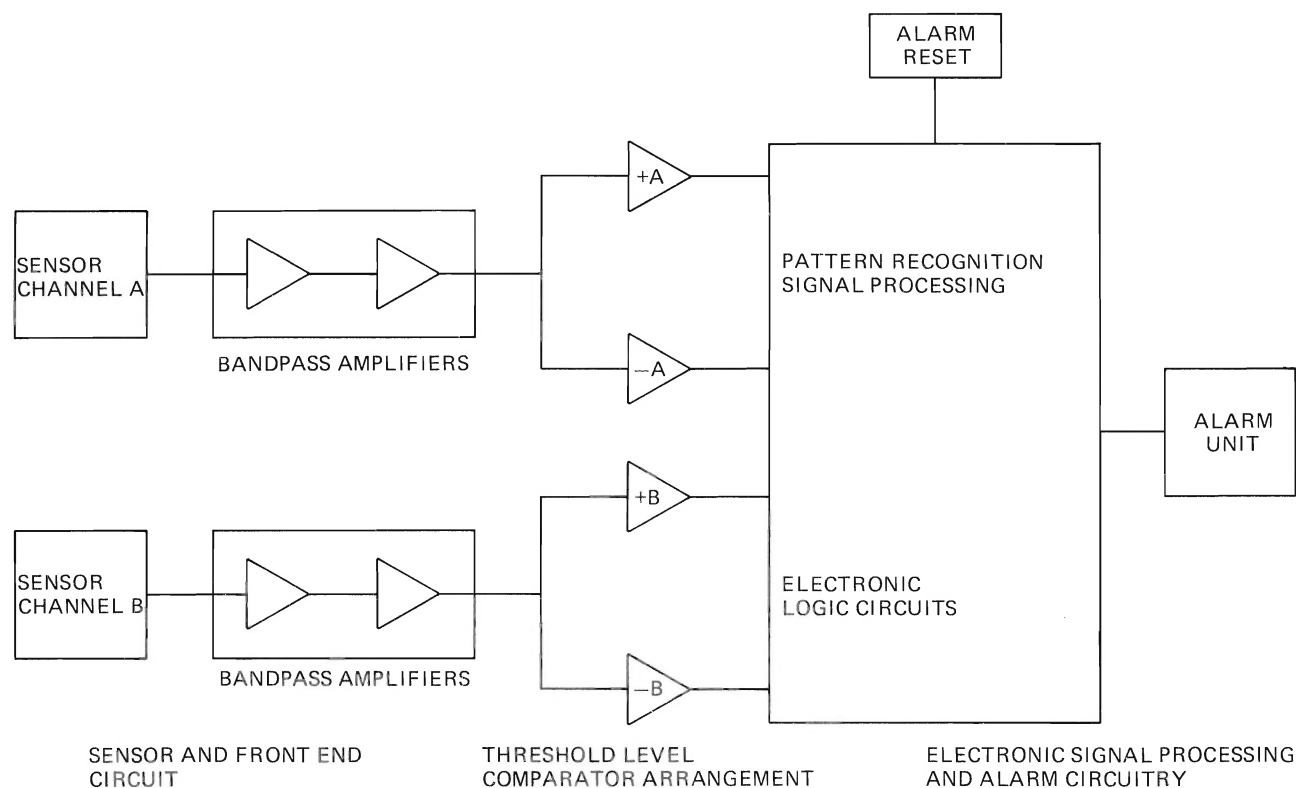 ALARM
RESET
+A
SENSOR
CHANNEL A
PATTERN RECOGNITION
SIGNAL PROCESSING
BANDPASS AMPLIFIERS
−A
ALARM
UNIT
+B
SENSOR
CHANNEL B
ELECTRONIC
LOGIC CIRCUITS
BANDPASS AMPLIFIERS
−B
SENSOR AND FRONT END
CIRCUIT
THRESHOLD LEVEL
COMPARATOR ARRANGEMENT
ELECTRONIC SIGNAL PROCESSING
AND ALARM CIRCUITRY